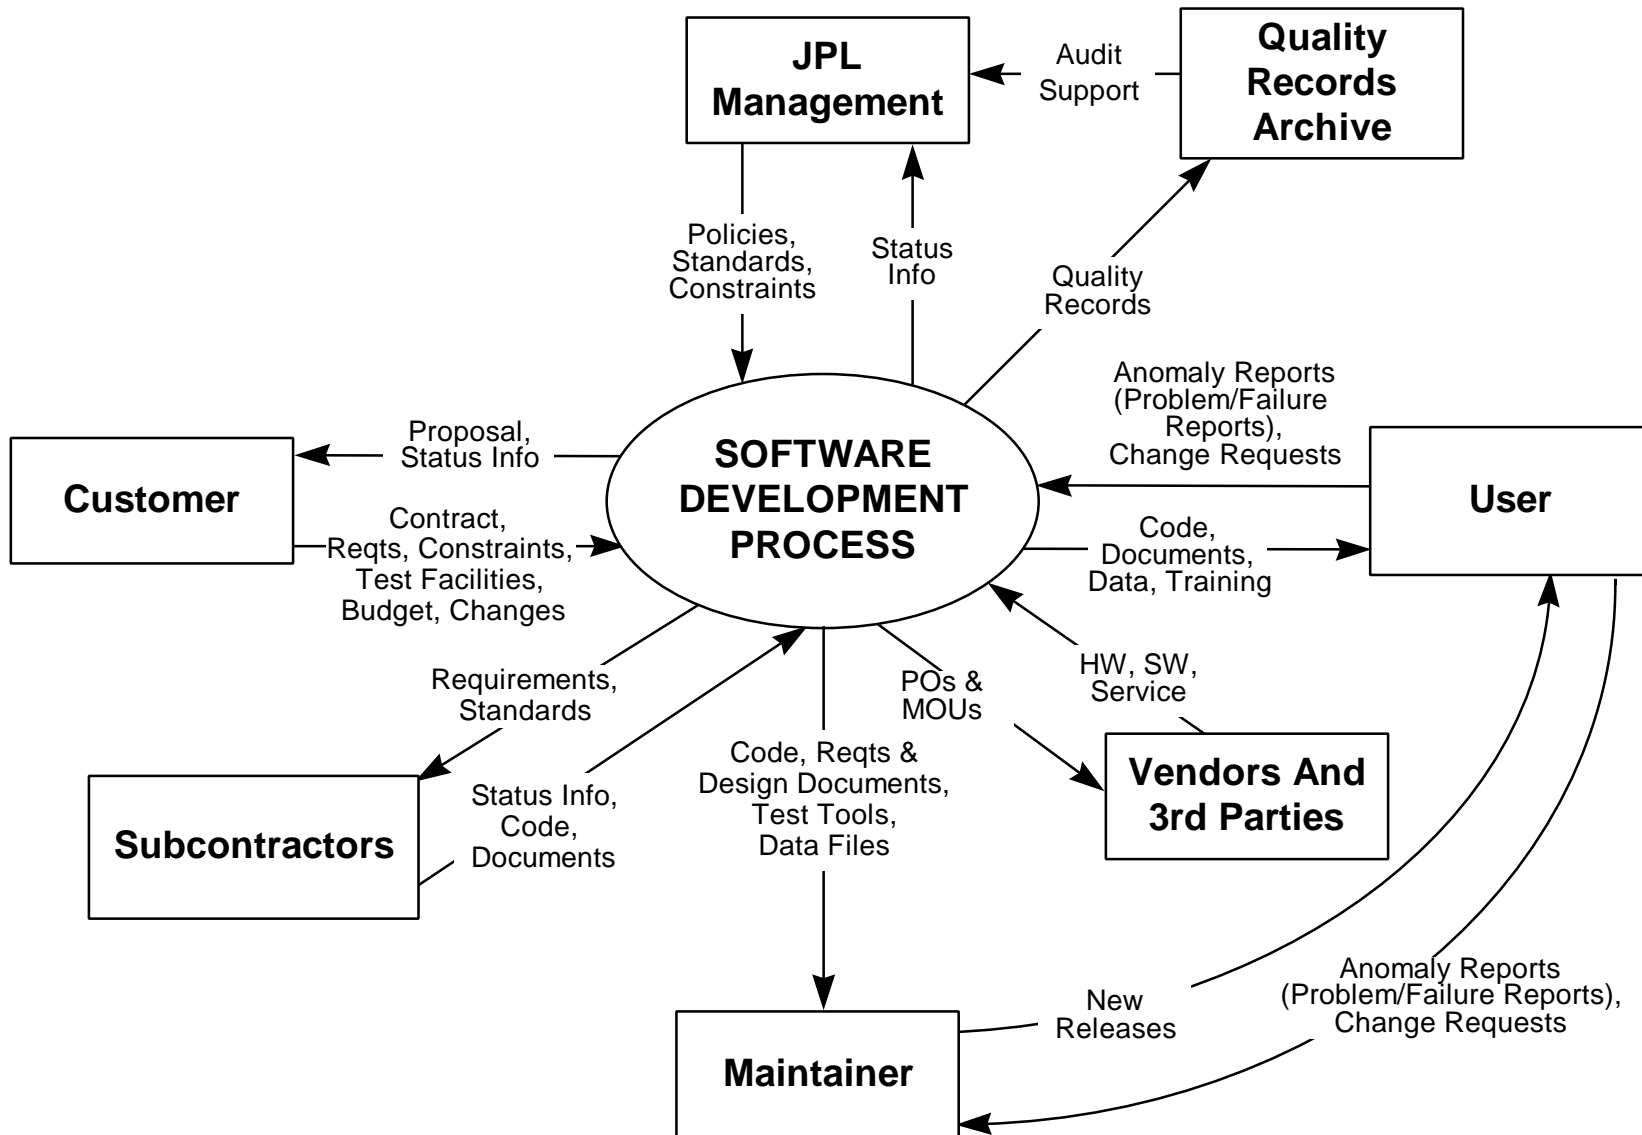 JPL
Management
Audit
Support
Quality
Records
Archive
Policies,
Standards,
Constraints
Status
Info
Quality
Records
Anomaly Reports
(Problem/Failure
Reports),
Change Requests
Proposal,
Status Info
SOFTWARE
DEVELOPMENT
PROCESS
Customer
User
Contract,
Reqts, Constraints,
Test Facilities,
Budget, Changes
Code,
Documents,
Data, Training
Requirements,
Standards
POs &
MOUs
HW, SW,
Service
Status Info,
Code,
Documents
Code, Reqts &
Design Documents,
Test Tools,
Data Files
Vendors And
3rd Parties
Subcontractors
New
Releases
Anomaly Reports
(Problem/Failure Reports),
Change Requests
Maintainer